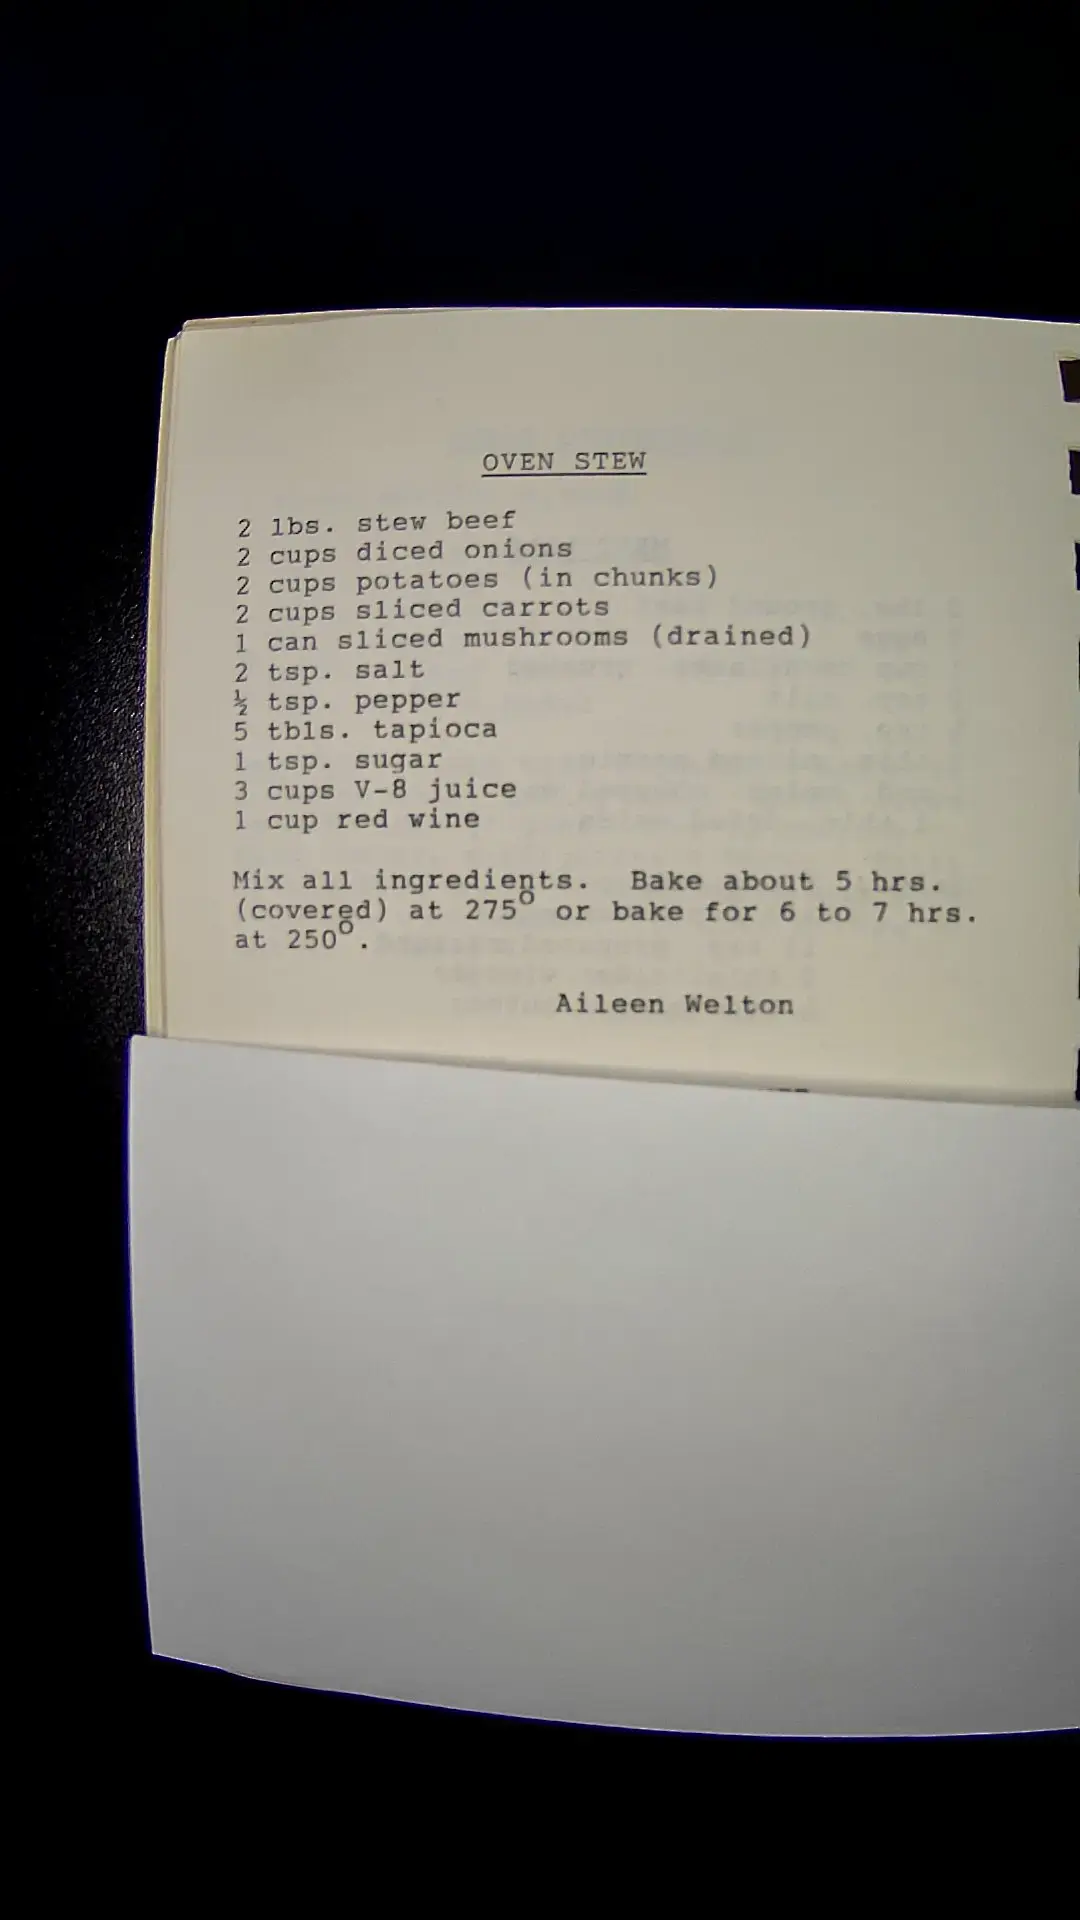 OVEN STEW
2 lbs. stew beef
2 cups diced onions
2 cups potatoes (in chunks)
2 cups sliced carrots
1 can sliced mushrooms (drained)
2 tsp. salt
½ tsp. pepper
5 tbls. tapioca
1 tsp. sugar
3 cups V-8 juice
1 cup red wine
Mix all ingredients. Bake about 5 hrs.
(covered) at 275° or bake for 6 to 7 hrs.
at 250°.
Aileen Welton